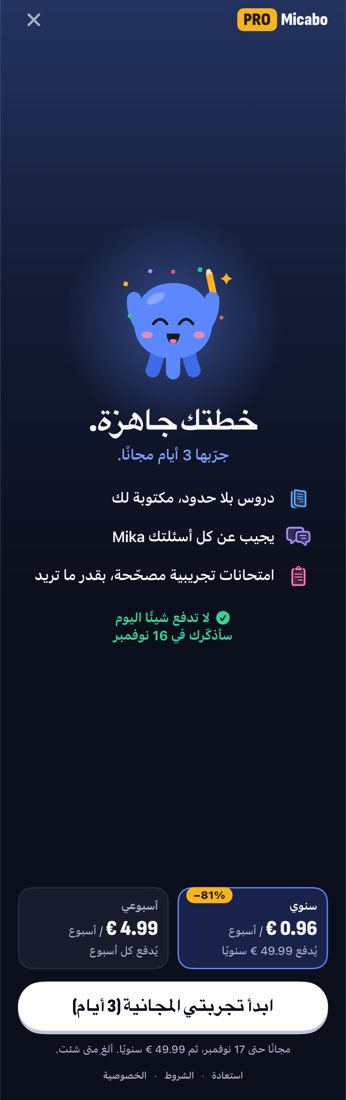 Micabo PRO
خطتك جاهزة.
جرّبها 3 أيام مجانًا.
دروس بلا حدود، مكتوبة لك
Mika يجيب عن كل أسئلتك
امتحانات تجريبية مصحّحة، بقدر ما تريد
لا تدفع شيئًا اليوم
سأذكّرك في 16 نوفمبر
−81%
سنوي
0.96 € / أسبوع
يُدفع 49.99 € سنويًا
أسبوعي
4.99 € / أسبوع
يُدفع كل أسبوع
ابدأ تجربتي المجانية (3 أيام)
مجانًا حتى 17 نوفمبر، ثم 49.99 € سنويًا. ألغِ متى شئت.
استعادة · الشروط · الخصوصية